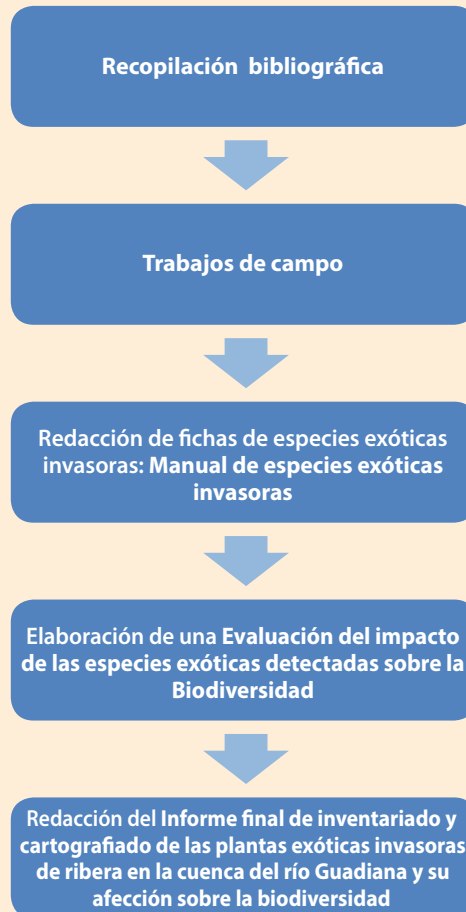 Recopilación bibliográfica
Trabajos de campo
Redacción de fichas de especies exóticas
invasoras: Manual de especies exóticas
invasoras
Elaboración de una Evaluación del impacto
de las especies exóticas detectadas sobre la
Biodiversidad
Redacción del Informe final de inventariado y
cartografiado de las plantas exóticas invasoras
de ribera en la cuenca del río Guadiana y su
afección sobre la biodiversidad